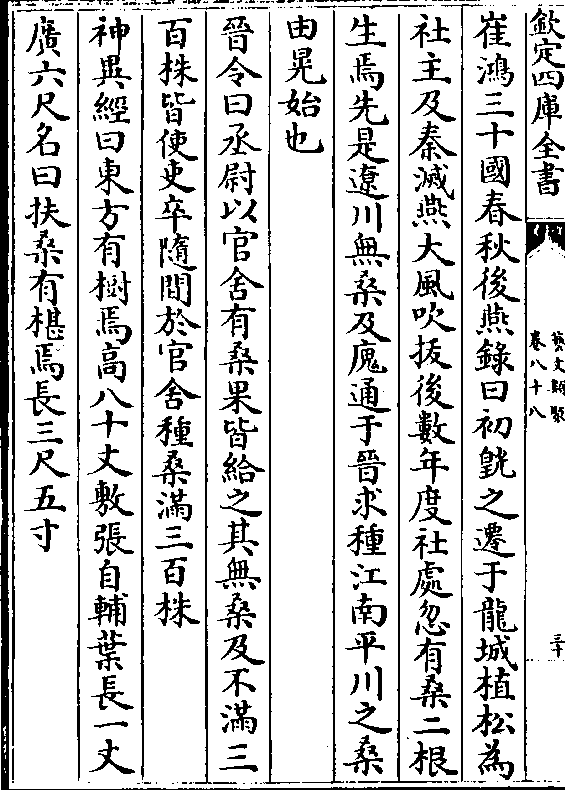 欽定四庫全書
藝文類聚
卷八十八
三十
崔鴻三十國春秋後燕錄曰初皝之遷于龍城植松為
社主及秦滅燕大風吹拔後數年度社處忽有桑二根
生焉先是遼川無桑及廆通于晉求種江南平川之桑
由晃始也
晉令曰丞尉以官舍有桑果皆給之其無桑及不滿三
百株皆使吏卒隨間於官舍種桑滿三百株
神異經曰東方有樹焉高八十丈敷張自輔葉長一丈
廣六尺名曰扶桑有椹焉長三尺五寸